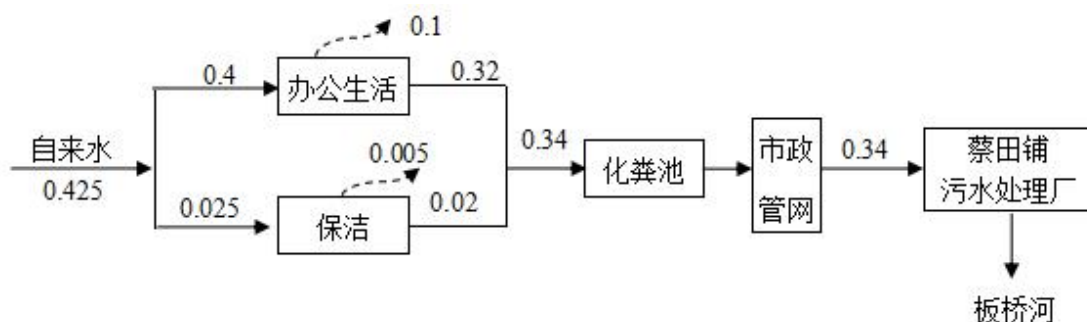 0.1
0.4
办公生活
0.32
自来水
0.425
0.005
0.025
保洁
0.02
0.34
化粪池
市政
管网
0.34
蔡田铺
污水处理厂
板桥河